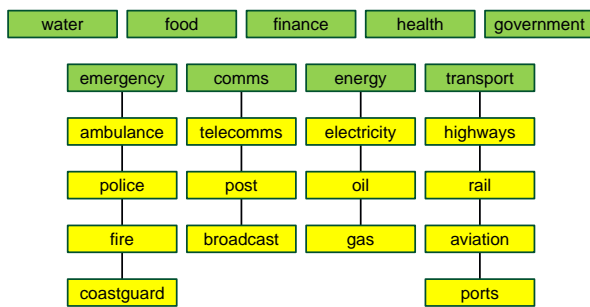 water food finance health government
emergency comms energy transport
ambulance telecomms electricity highways
police post oil rail
fire broadcast gas aviation
coastguard ports